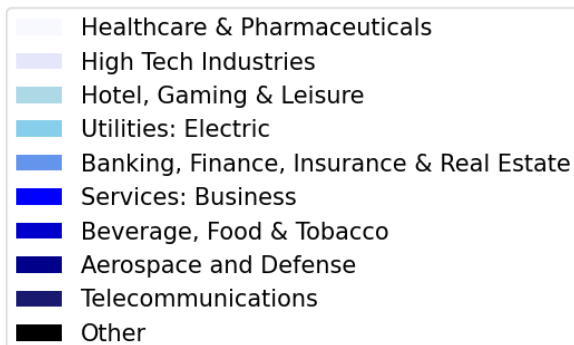 Healthcare & Pharmaceuticals
High Tech Industries
Hotel, Gaming & Leisure
Utilities: Electric
Banking, Finance, Insurance & Real Estate
Services: Business
Beverage, Food & Tobacco
Aerospace and Defense
Telecommunications
Other